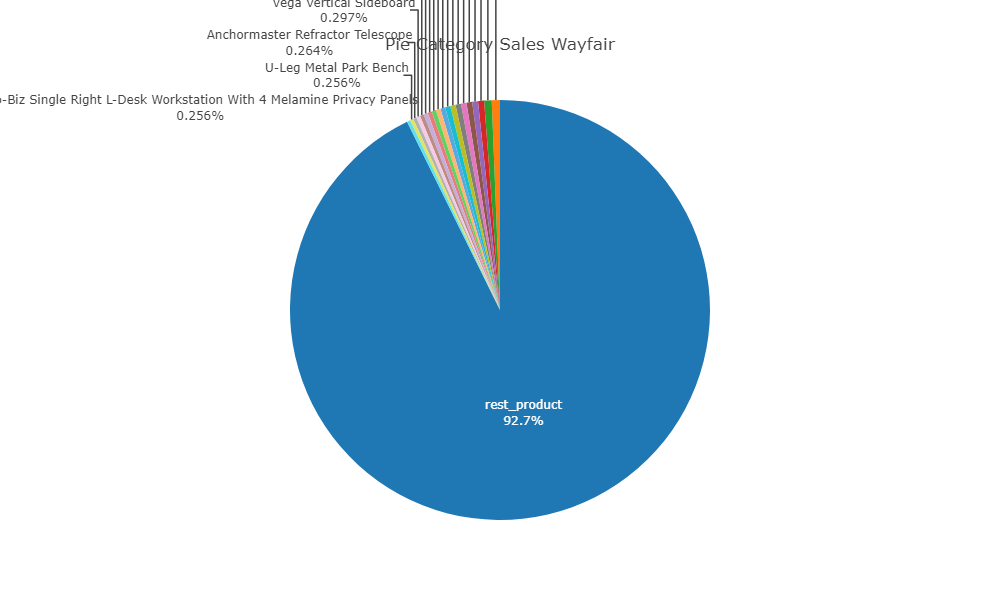 Vega Vertical Sideboard
0.297%
Anchormaster Refractor Telescope
0.264%
Pie Category Sales Wayfair
U-Leg Metal Park Bench
0.256%
-Biz Single Right L-Desk Workstation With 4 Melamine Privacy Panels
0.256%
rest_product
92.7%